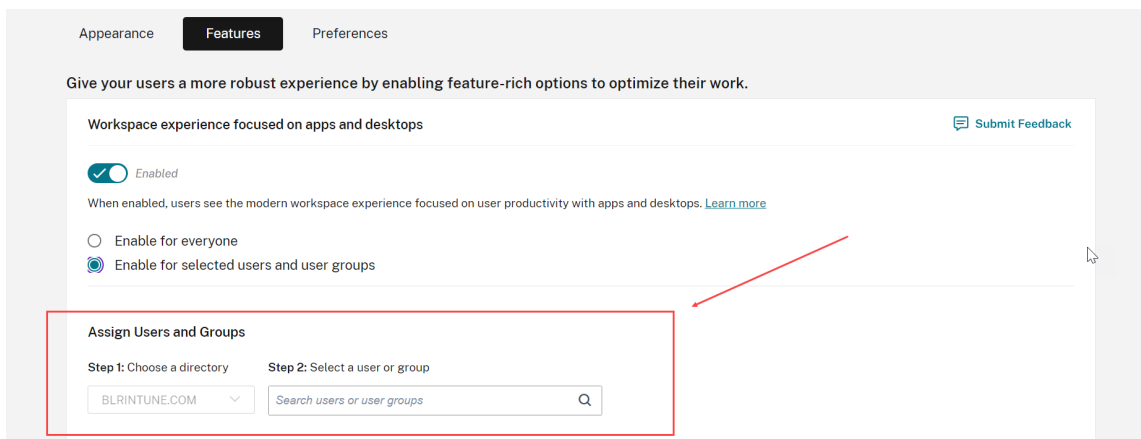 Appearance Features Preferences
Give your users a more robust experience by enabling feature-rich options to optimize their work.
Workspace experience focused on apps and desktops Submit Feedback
Enabled
When enabled, users see the modern workspace experience focused on user productivity with apps and desktops. Learn more
Enable for everyone
Enable for selected users and user groups
Assign Users and Groups
Step 1: Choose a directory Step 2: Select a user or group
BLRINTUNE.COM Search users or user groups